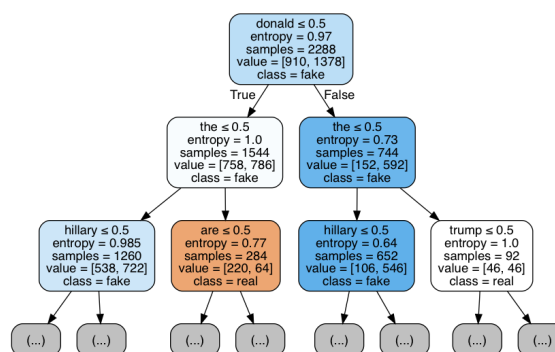 donald ≤ 0.5
entropy = 0.97
samples = 2288
value = [910, 1378]
class = fake
True
False
the ≤ 0.5
entropy = 1.0
samples = 1544
value = [758, 786]
class = fake
the ≤ 0.5
entropy = 0.73
samples = 744
value = [152, 592]
class = fake
hillary ≤ 0.5
entropy = 0.985
samples = 1260
value = [538, 722]
class = fake
are ≤ 0.5
entropy = 0.77
samples = 284
value = [220, 64]
class = real
hillary ≤ 0.5
entropy = 0.64
samples = 652
value = [106, 546]
class = fake
trump ≤ 0.5
entropy = 1.0
samples = 92
value = [46, 46]
class = real
(...)
(...)
(...)
(...)
(...)
(...)
(...)
(...)